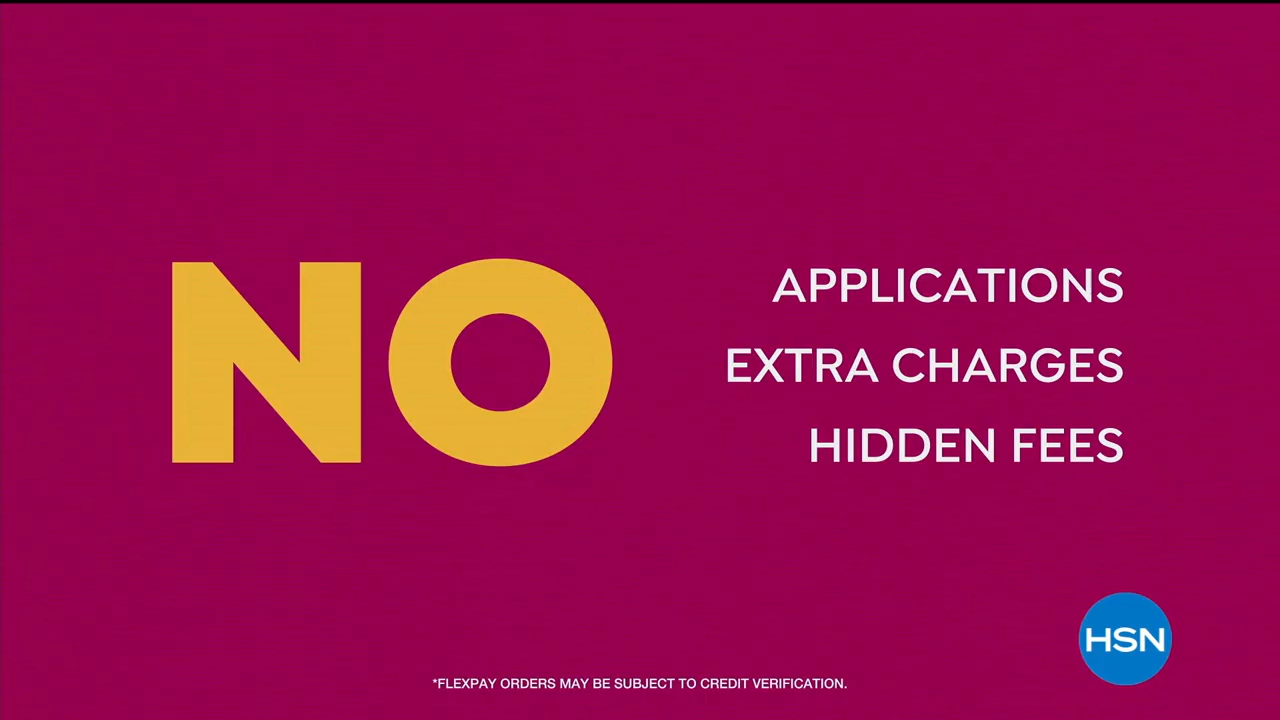 NO
APPLICATIONS
EXTRA CHARGES
HIDDEN FEES
HSN
*FLEXPAY ORDERS MAY BE SUBJECT TO CREDIT VERIFICATION.